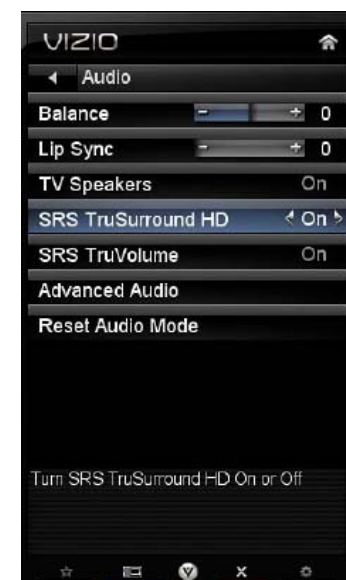 VIZIO
Audio
Balance - + 0
Lip Sync - + 0
TV Speakers On
SRS TruSurround HD On
SRS TruVolume On
Advanced Audio
Reset Audio Mode
Turn SRS TruSurround HD On or Off
V